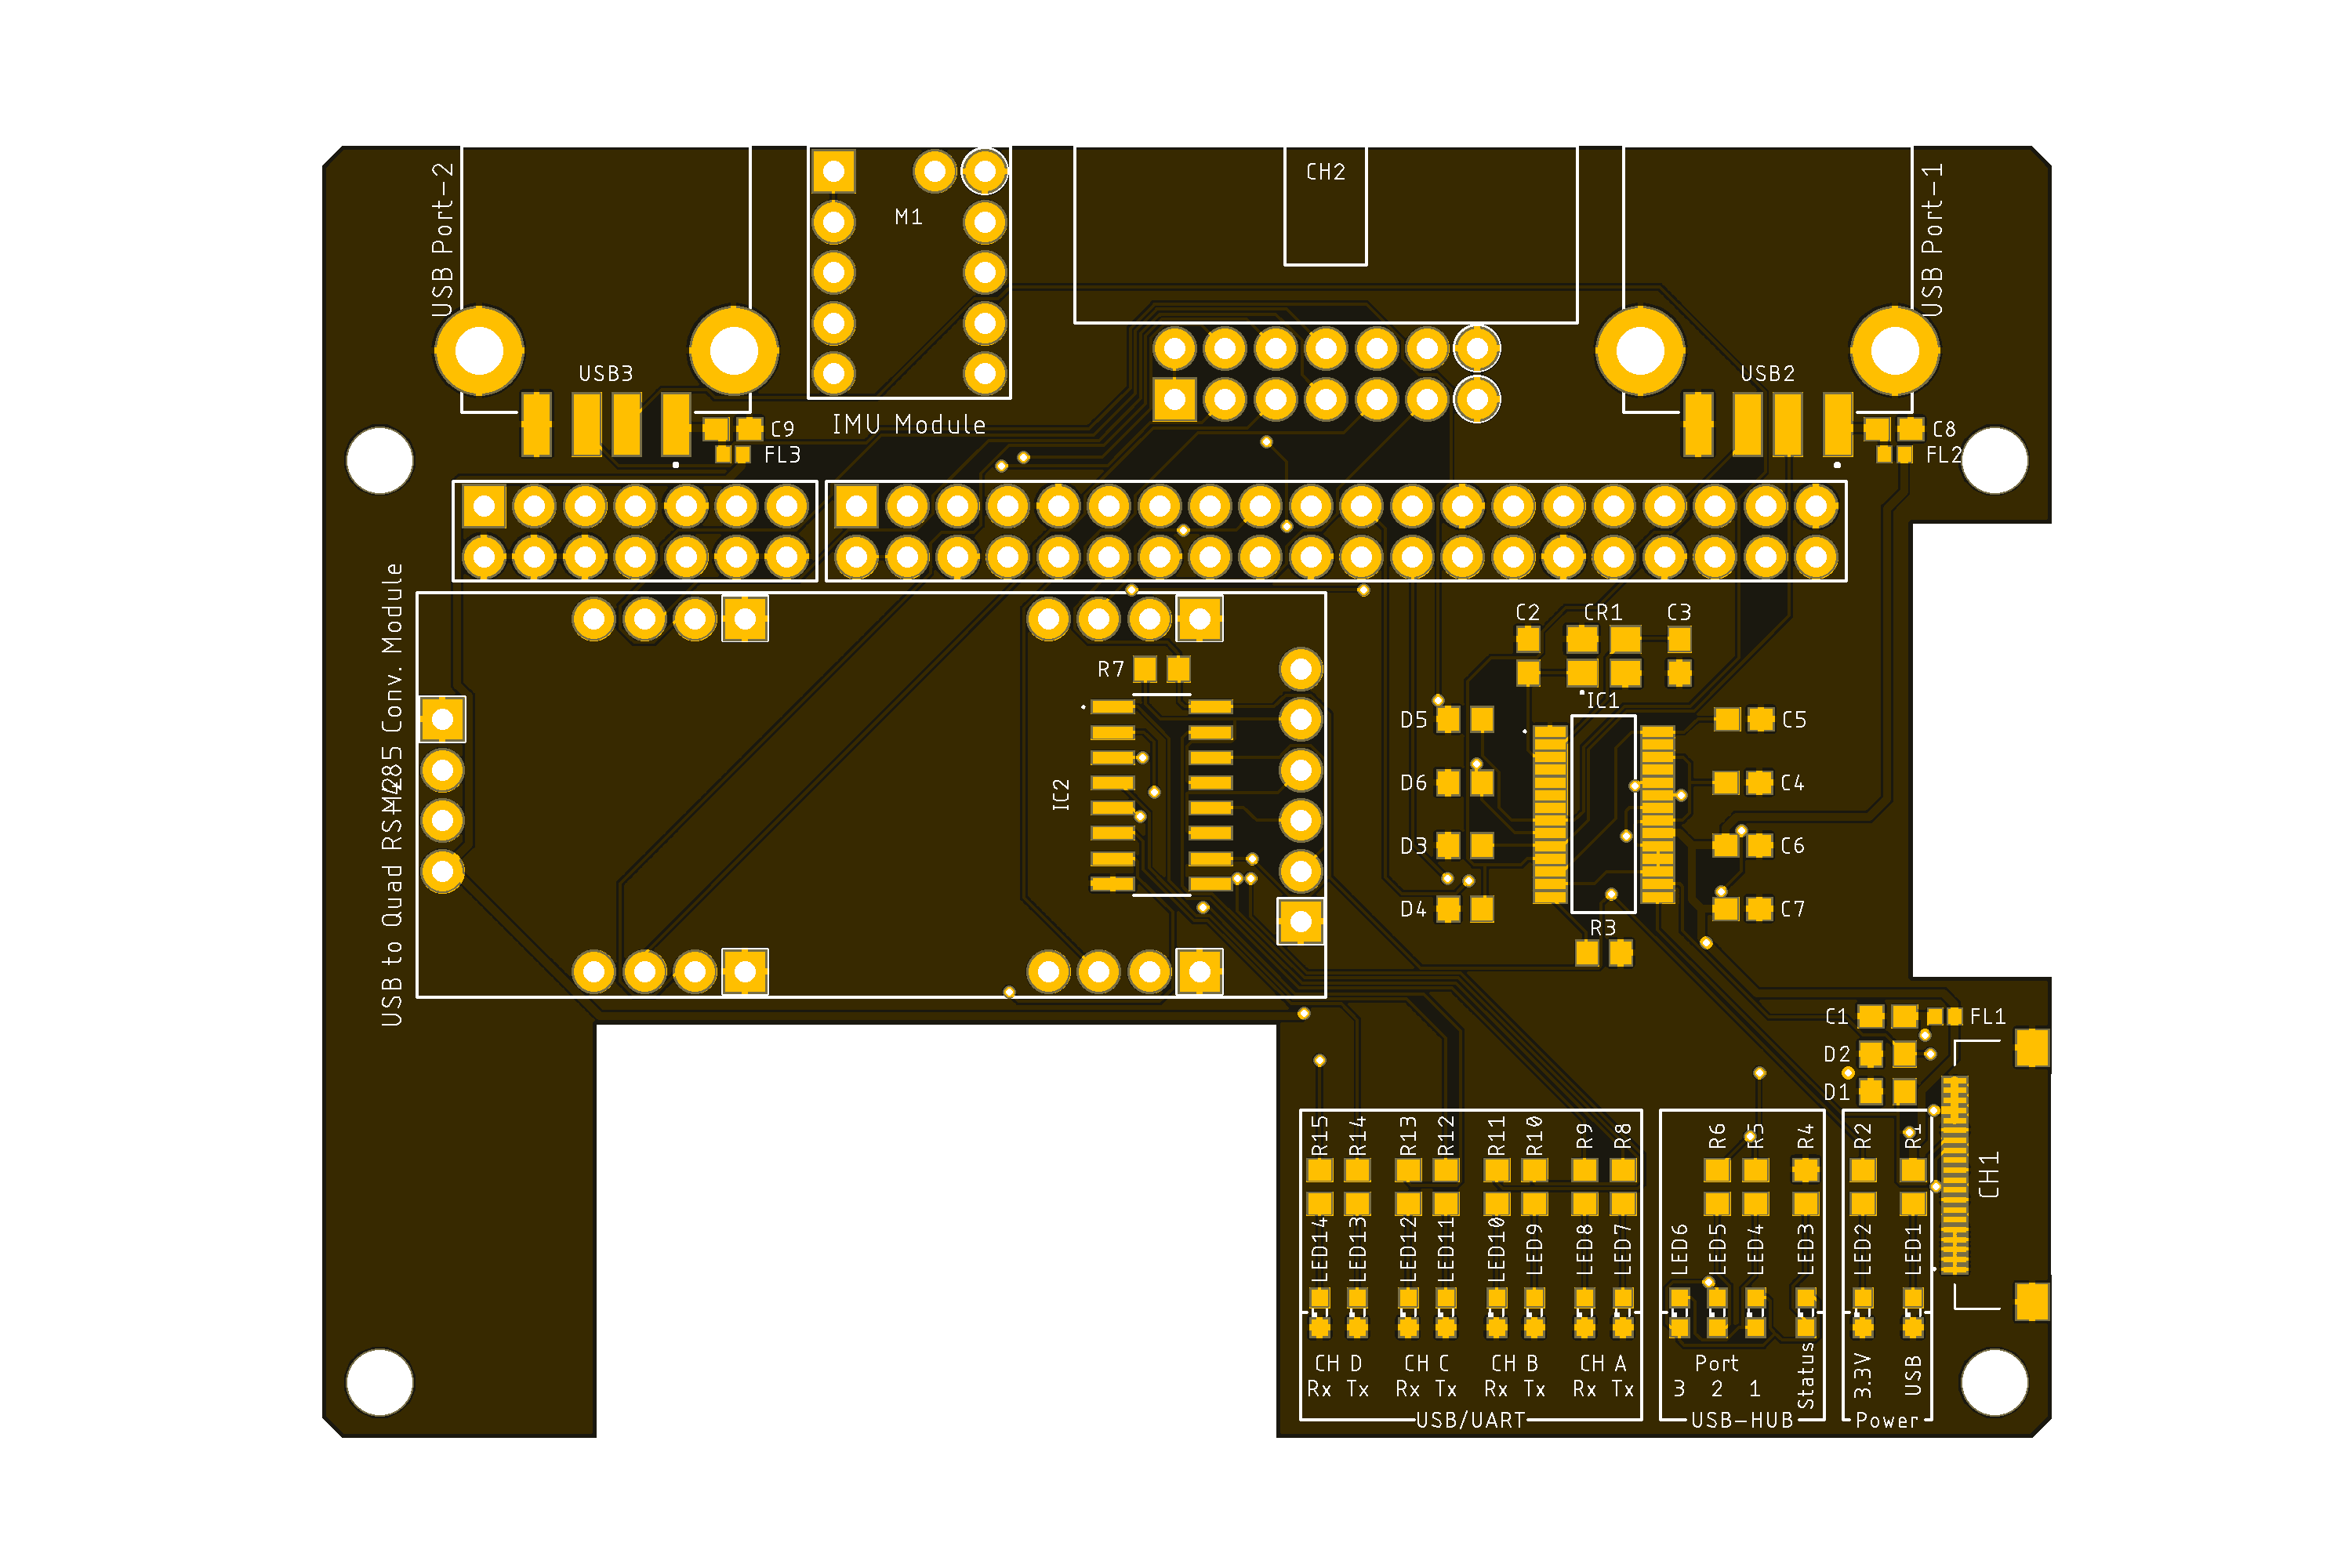 USB Port-2
M1
CH2
USB Port-1
USB3
USB2
IMU Module
C9
FL3
C8
FL2
USB to Quad RS-485 Conv. Module
M2
R7
IC2
C2
CR1
C3
IC1
D5
C5
D6
C4
D3
C6
D4
C7
R3
C1
FL1
D2
D1
R15
R14
R13
R12
R11
R10
R9
R8
R6
R5
R4
R2
R1
CH1
LED14
LED13
LED12
LED11
LED10
LED9
LED8
LED7
LED6
LED5
LED4
LED3
LED2
LED1
CH D
CH C
CH B
CH A
Port
Rx Tx
Rx Tx
Rx Tx
Rx Tx
3 2 1
Status
3.3V
USB
USB/UART
USB-HUB
Power